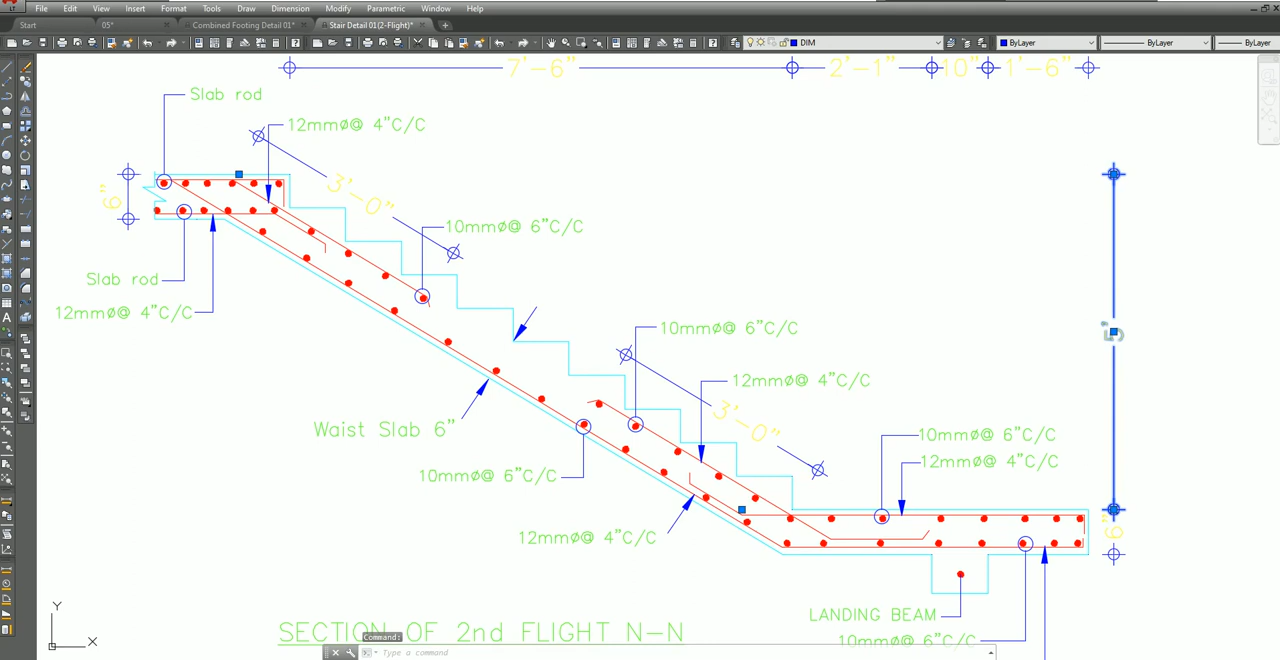 File Edit View Insert Format Tools Draw Dimension Modify Parametric Window Help
Start 05* Combined Footing Detail 01* Stair Detail 01(2-Flight)*
DIM ByLayer ByLayer ByLayer
7'-6" 2'-1" 10" 1'-6"
Slab rod
12mmø@ 4"C/C
3'-0"
6"
10mmø@ 6"C/C
Slab rod
12mmø@ 4"C/C
5'
10mmø@ 6"C/C
12mmø@ 4"C/C
3'-0"
Waist Slab 6"
10mmø@ 6"C/C
12mmø@ 4"C/C
10mmø@ 6"C/C
12mmø@ 4"C/C
6"
LANDING BEAM
10mmø@ 6"C/C
SECTION OF 2nd FLIGHT N-N
Y
X
Command:
Type a command